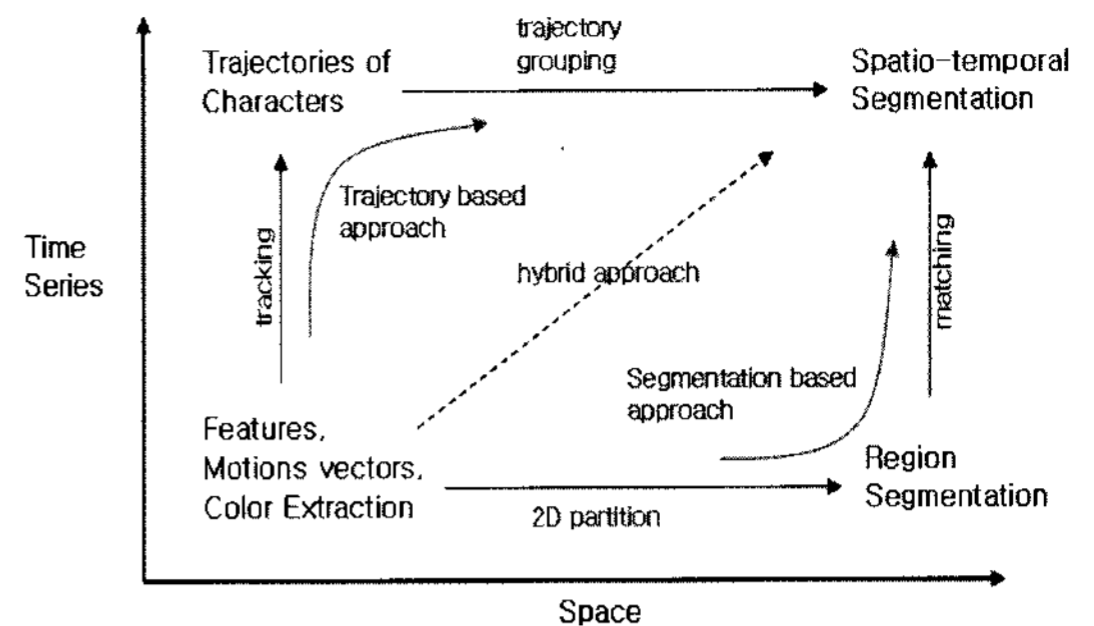 trajectory
grouping
Trajectories of
Characters
Spatio-temporal
Segmentation
Trajectory based
approach
Time
Series
tracking
hybrid approach
matching
Segmentation based
approach
Features,
Motions vectors,
Color Extraction
Region
Segmentation
2D partition
Space